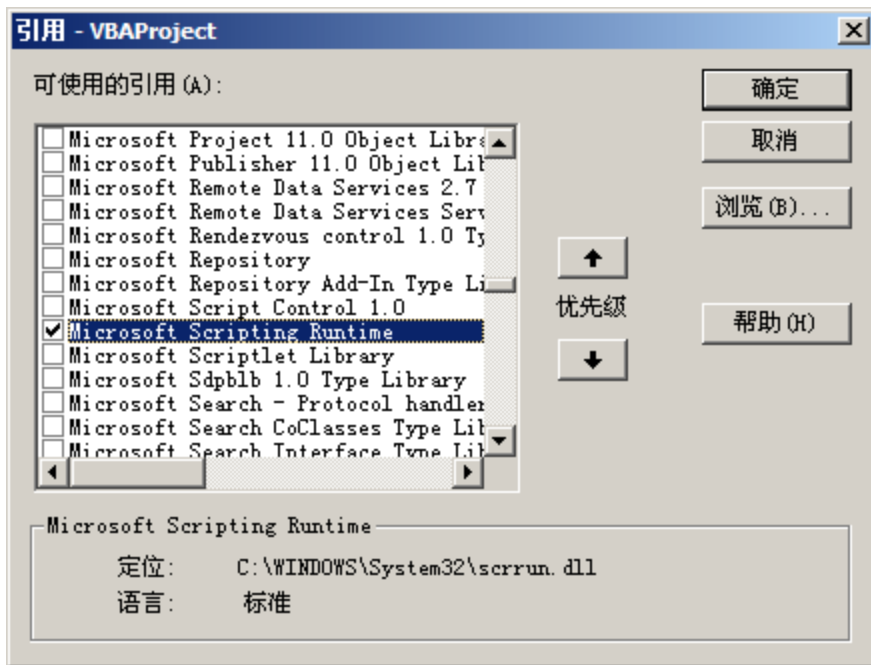 引用 - VBAProject
可使用的引用(A):
Microsoft Project 11.0 Object Libra
Microsoft Publisher 11.0 Object Lib
Microsoft Remote Data Services 2.7
Microsoft Remote Data Services Serv
Microsoft Rendezvous control 1.0 Ty
Microsoft Repository
Microsoft Repository Add-In Type Li
Microsoft Script Control 1.0
Microsoft Scripting Runtime
Microsoft Scriptlet Library
Microsoft Sdpblb 1.0 Type Library
Microsoft Search - Protocol handler
Microsoft Search CoClasses Type Lib
Microsoft Search Interface Type Lib
确定
取消
浏览(B)...
优先级
帮助(H)
Microsoft Scripting Runtime
定位: C:\WINDOWS\System32\scrrun.dll
语言: 标准